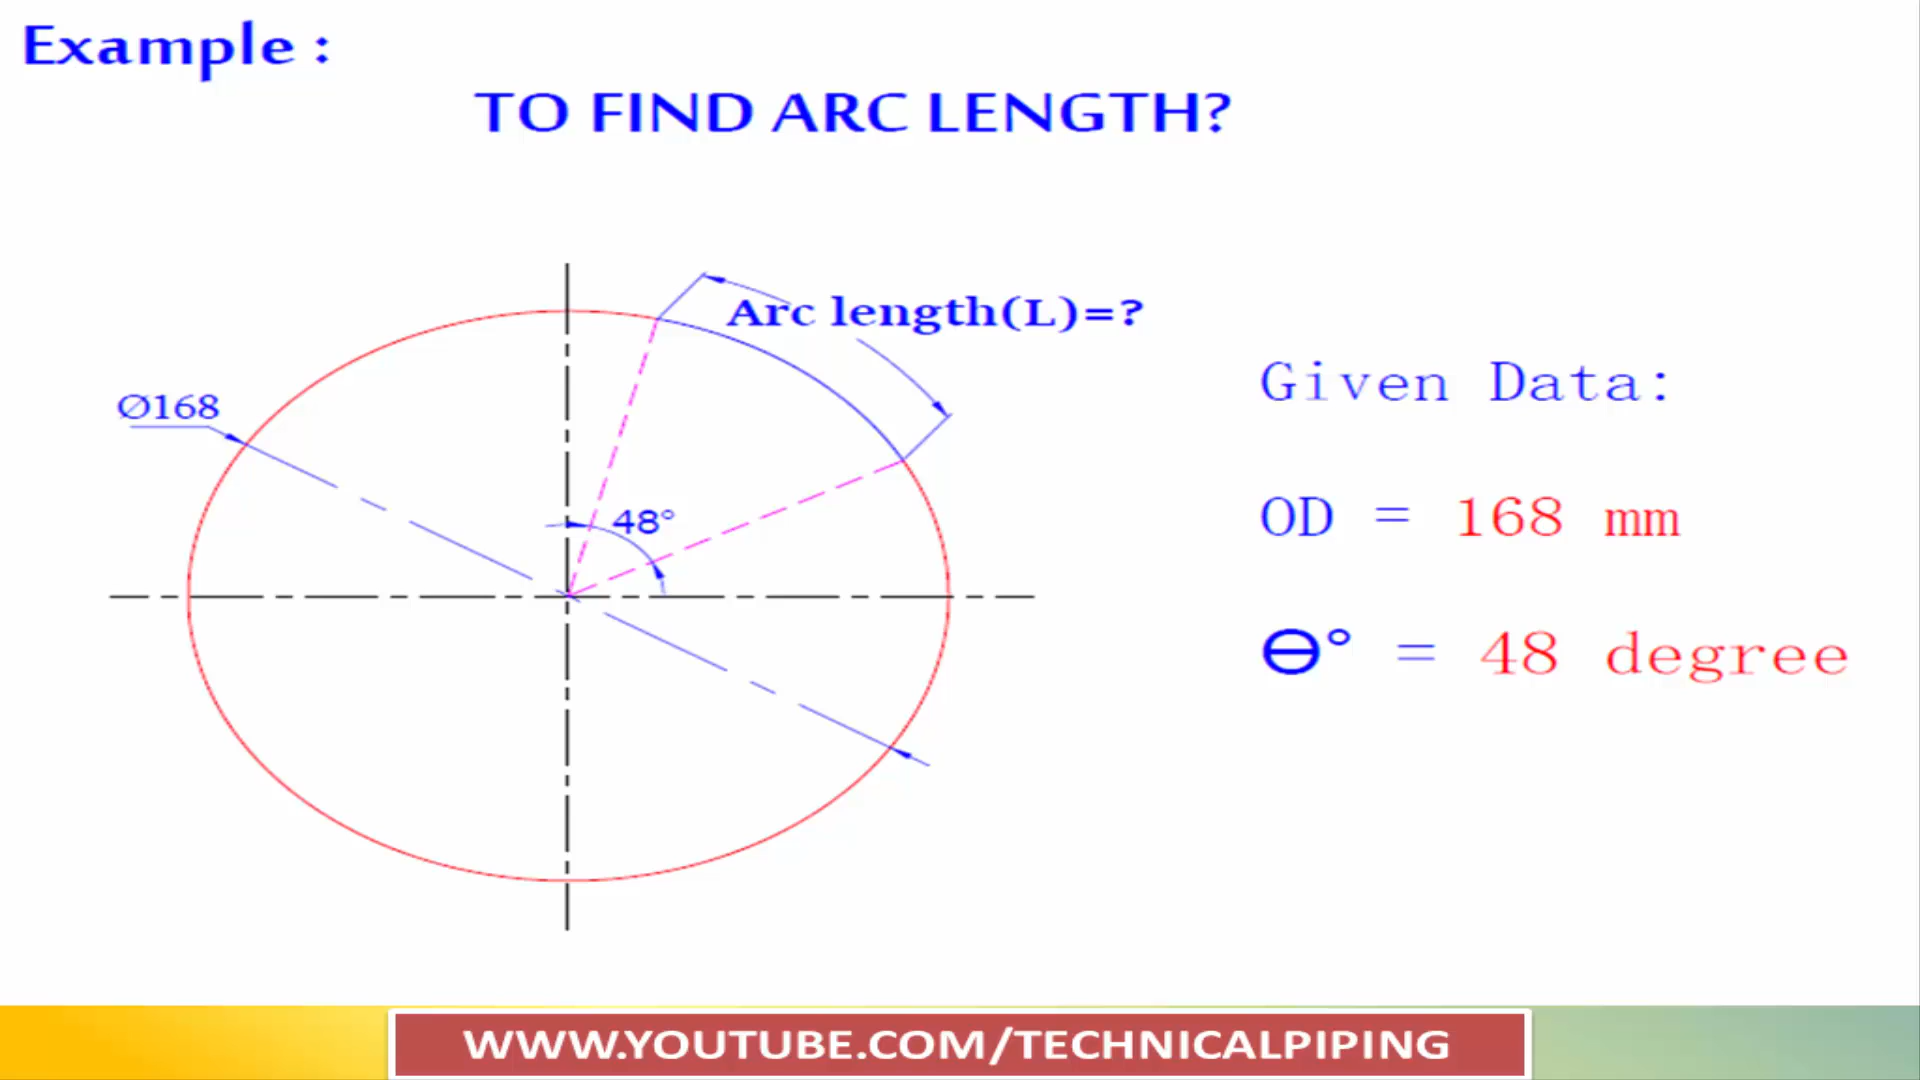 Example :
TO FIND ARC LENGTH?
Arc length(L)=?
Ø168
48°
Given Data:
OD = 168 mm
Θ° = 48 degree
WWW.YOUTUBE.COM/TECHNICALPIPING